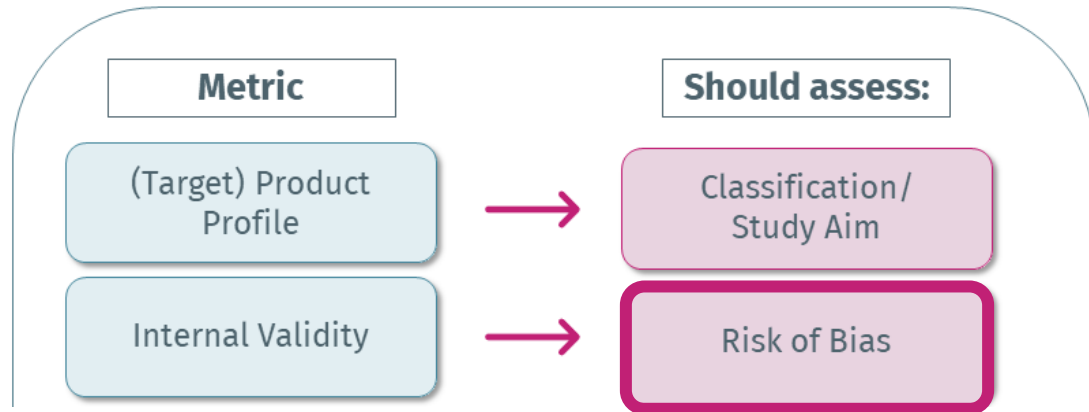 Metric
Should assess:
(Target) Product
Profile
Classification/
Study Aim
Internal Validity
Risk of Bias